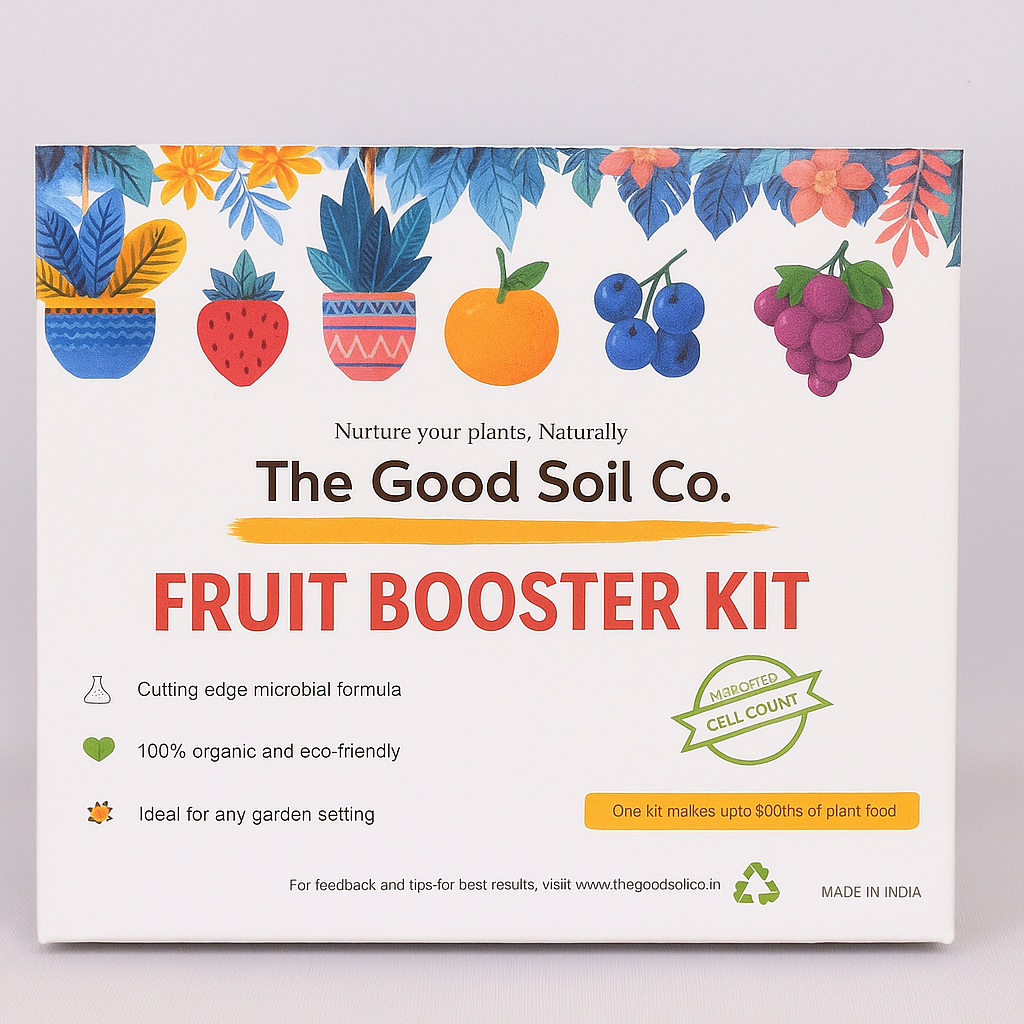 Nurture your plants, Naturally
The Good Soil Co.
FRUIT BOOSTER KIT
Cutting edge microbial formula
CELL COUNT
100% organic and eco-friendly
Ideal for any garden setting
One kit malkes upto $00ths of plant food
For feedback and tips-for best results, visiit www.thegoodsolico.in
MADE IN INDIA